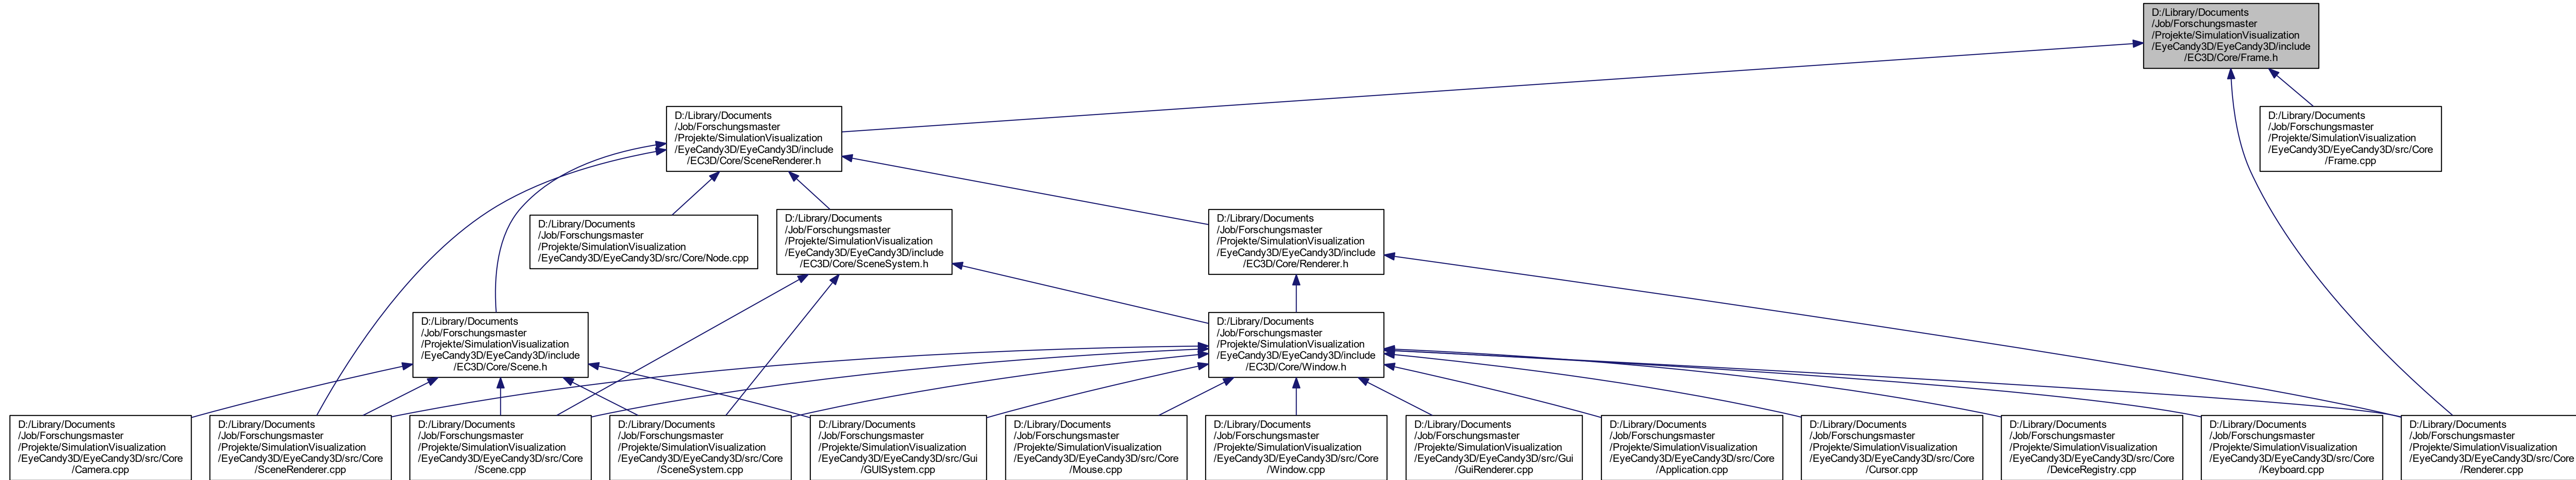 D:/Library/Documents
/Job/Forschungsmaster
/Projekte/SimulationVisualization
/EyeCandy3D/EyeCandy3D/include
/EC3D/Core/Frame.h
D:/Library/Documents
/Job/Forschungsmaster
/Projekte/SimulationVisualization
/EyeCandy3D/EyeCandy3D/include
/EC3D/Core/SceneRenderer.h
D:/Library/Documents
/Job/Forschungsmaster
/Projekte/SimulationVisualization
/EyeCandy3D/EyeCandy3D/src/Core
/Frame.cpp
D:/Library/Documents
/Job/Forschungsmaster
/Projekte/SimulationVisualization
/EyeCandy3D/EyeCandy3D/src/Core/Node.cpp
D:/Library/Documents
/Job/Forschungsmaster
/Projekte/SimulationVisualization
/EyeCandy3D/EyeCandy3D/include
/EC3D/Core/SceneSystem.h
D:/Library/Documents
/Job/Forschungsmaster
/Projekte/SimulationVisualization
/EyeCandy3D/EyeCandy3D/include
/EC3D/Core/Renderer.h
D:/Library/Documents
/Job/Forschungsmaster
/Projekte/SimulationVisualization
/EyeCandy3D/EyeCandy3D/include
/EC3D/Core/Scene.h
D:/Library/Documents
/Job/Forschungsmaster
/Projekte/SimulationVisualization
/EyeCandy3D/EyeCandy3D/include
/EC3D/Core/Window.h
D:/Library/Documents
/Job/Forschungsmaster
/Projekte/SimulationVisualization
/EyeCandy3D/EyeCandy3D/src/Core
/Camera.cpp
D:/Library/Documents
/Job/Forschungsmaster
/Projekte/SimulationVisualization
/EyeCandy3D/EyeCandy3D/src/Core
/SceneRenderer.cpp
D:/Library/Documents
/Job/Forschungsmaster
/Projekte/SimulationVisualization
/EyeCandy3D/EyeCandy3D/src/Core
/Scene.cpp
D:/Library/Documents
/Job/Forschungsmaster
/Projekte/SimulationVisualization
/EyeCandy3D/EyeCandy3D/src/Core
/SceneSystem.cpp
D:/Library/Documents
/Job/Forschungsmaster
/Projekte/SimulationVisualization
/EyeCandy3D/EyeCandy3D/src/Gui
/GUISystem.cpp
D:/Library/Documents
/Job/Forschungsmaster
/Projekte/SimulationVisualization
/EyeCandy3D/EyeCandy3D/src/Core
/Mouse.cpp
D:/Library/Documents
/Job/Forschungsmaster
/Projekte/SimulationVisualization
/EyeCandy3D/EyeCandy3D/src/Core
/Window.cpp
D:/Library/Documents
/Job/Forschungsmaster
/Projekte/SimulationVisualization
/EyeCandy3D/EyeCandy3D/src/Gui
/GuiRenderer.cpp
D:/Library/Documents
/Job/Forschungsmaster
/Projekte/SimulationVisualization
/EyeCandy3D/EyeCandy3D/src/Core
/Application.cpp
D:/Library/Documents
/Job/Forschungsmaster
/Projekte/SimulationVisualization
/EyeCandy3D/EyeCandy3D/src/Core
/Cursor.cpp
D:/Library/Documents
/Job/Forschungsmaster
/Projekte/SimulationVisualization
/EyeCandy3D/EyeCandy3D/src/Core
/DeviceRegistry.cpp
D:/Library/Documents
/Job/Forschungsmaster
/Projekte/SimulationVisualization
/EyeCandy3D/EyeCandy3D/src/Core
/Keyboard.cpp
D:/Library/Documents
/Job/Forschungsmaster
/Projekte/SimulationVisualization
/EyeCandy3D/EyeCandy3D/src/Core
/Renderer.cpp